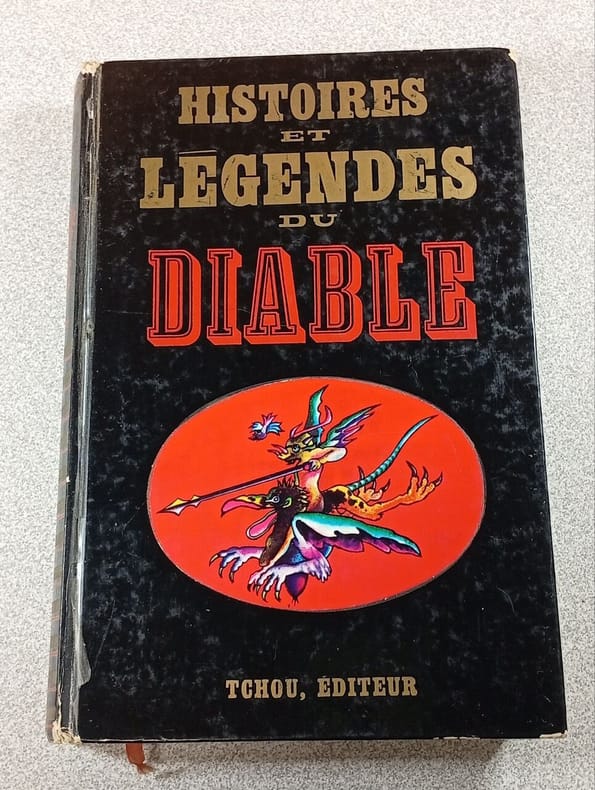 HISTOIRES
ET
LÉGENDES
DU
DIABLE
TCHOU, ÉDITEUR